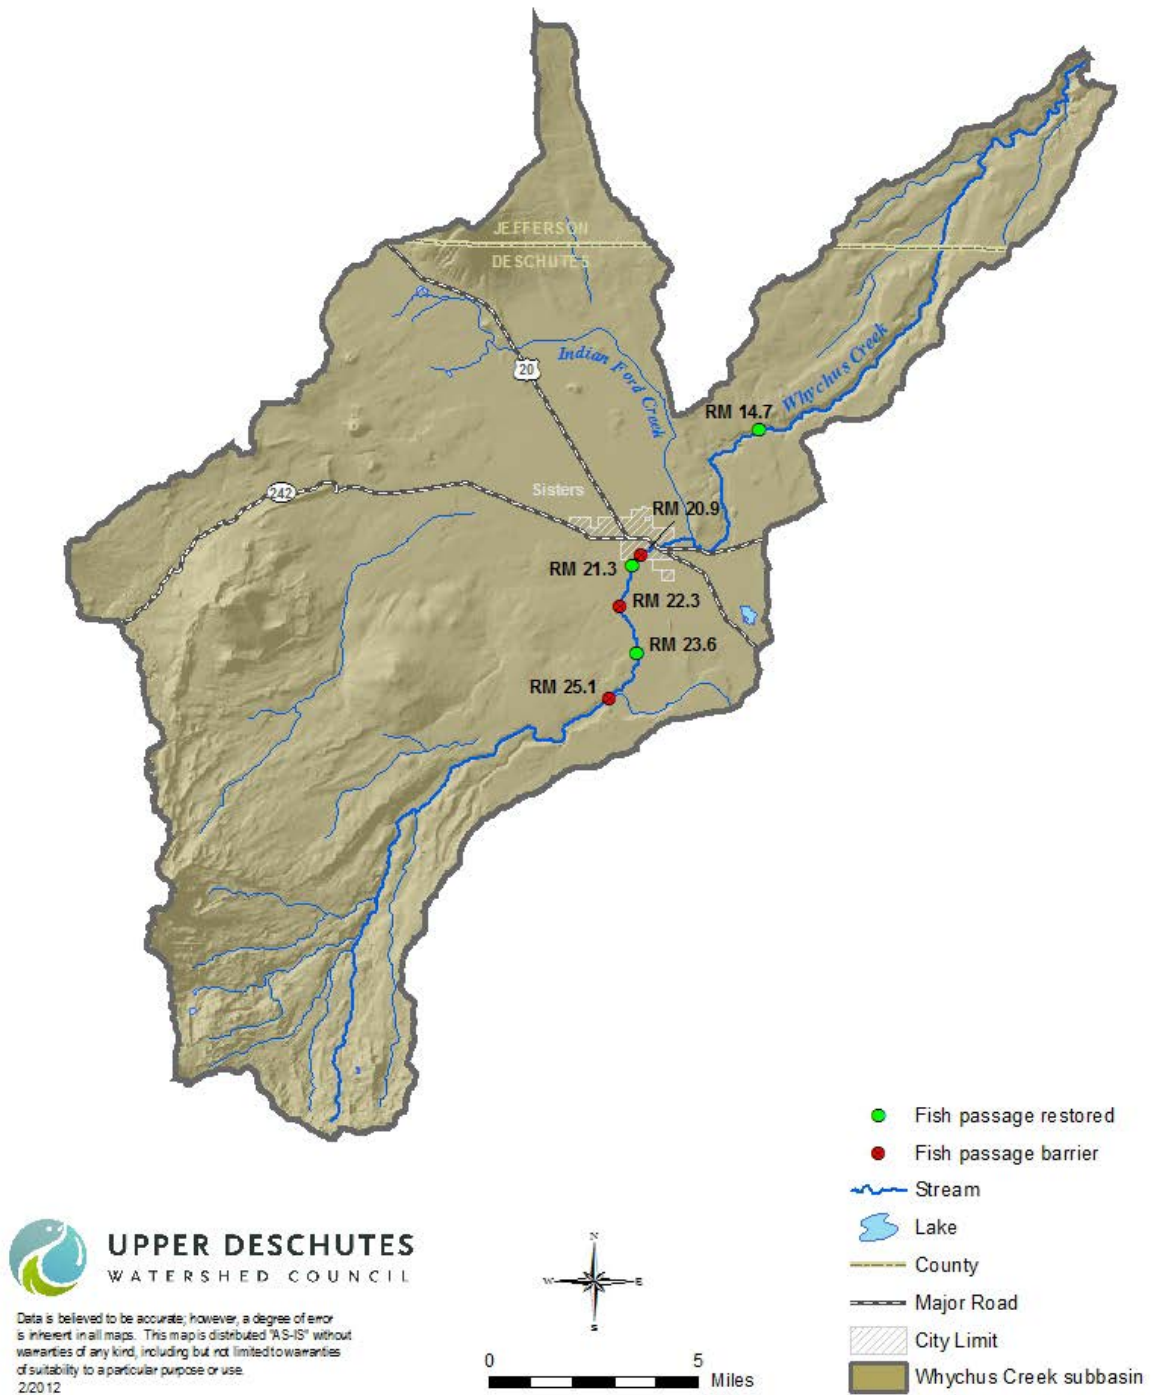 JEFFERSON
DESCHUTES
20
Indian Ford Creek
Whychus Creek
RM 14.7
242
Sisters
RM 20.9
RM 21.3
RM 22.3
RM 23.6
RM 25.1
Fish passage restored
Fish passage barrier
Stream
Lake
County
Major Road
City Limit
Whychus Creek subbasin
UPPER DESCHUTES
WATERSHED COUNCIL
N
W E
S
Data is believed to be accurate; however, a degree of error
is inherent in all maps. This map is distributed "AS-IS" without
warranties of any kind, including but not limited to warranties
of suitability to a particular purpose or use.
2/2012
0 5
Miles